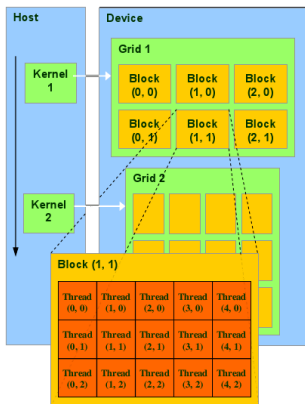 Host
Device
Grid 1
Kernel
1
Block
(0, 0)
Block
(1, 0)
Block
(2, 0)
Block
(0, 1)
Block
(1, 1)
Block
(2, 1)
Grid 2
Kernel
2
Block (1, 1)
Thread
(0, 0)
Thread
(1, 0)
Thread
(2, 0)
Thread
(3, 0)
Thread
(4, 0)
Thread
(0, 1)
Thread
(1, 1)
Thread
(2, 1)
Thread
(3, 1)
Thread
(4, 1)
Thread
(0, 2)
Thread
(1, 2)
Thread
(2, 2)
Thread
(3, 2)
Thread
(4, 2)